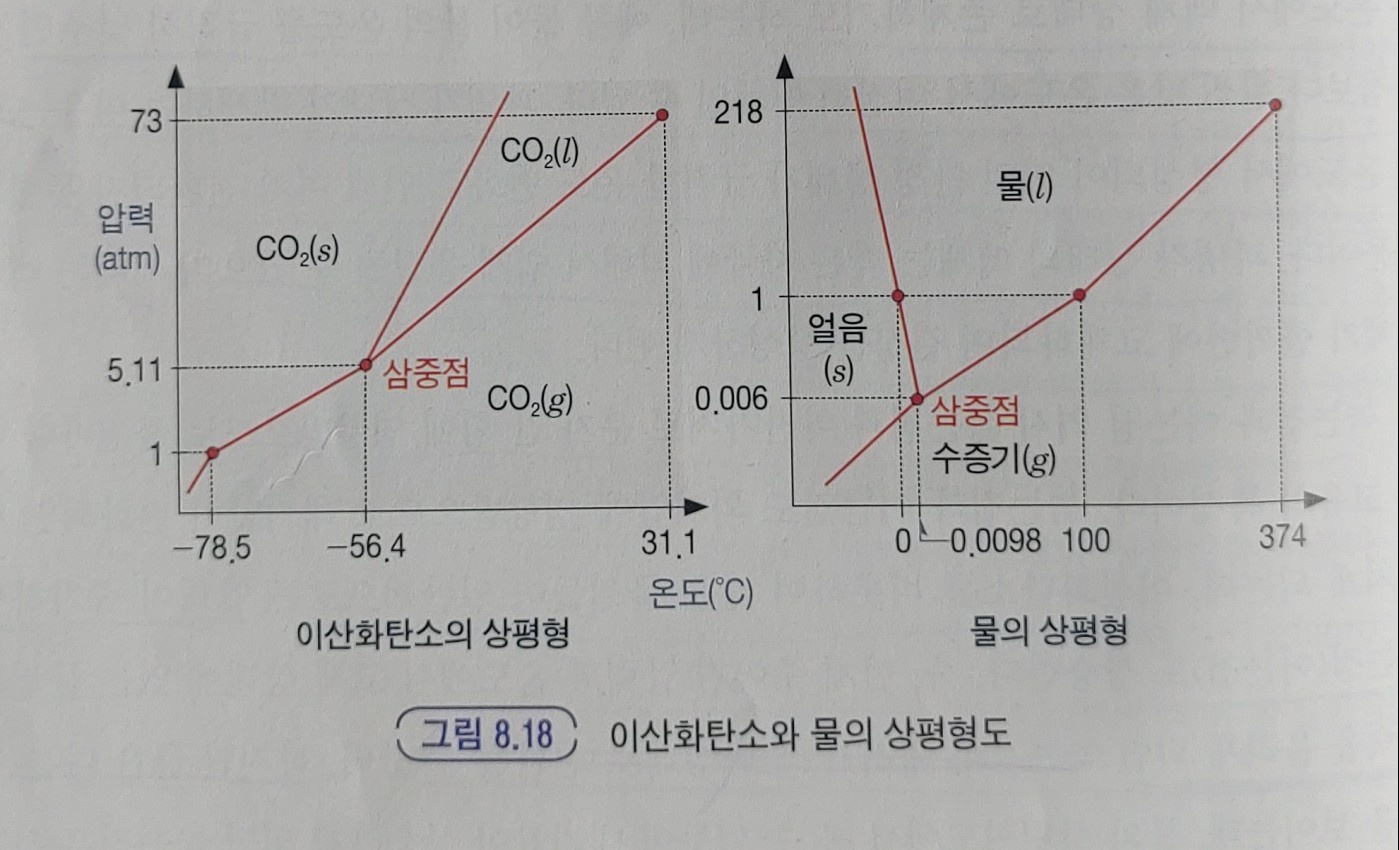 73
압력
(atm)
CO₂(s)
CO₂(l)
5.11
삼중점
CO₂(g)
1
−78.5
−56.4
31.1
온도(℃)
이산화탄소의 상평형
218
물(l)
1
얼음
(s)
0.006
삼중점
수증기(g)
0
0.0098
100
374
물의 상평형
그림 8.18
이산화탄소와 물의 상평형도